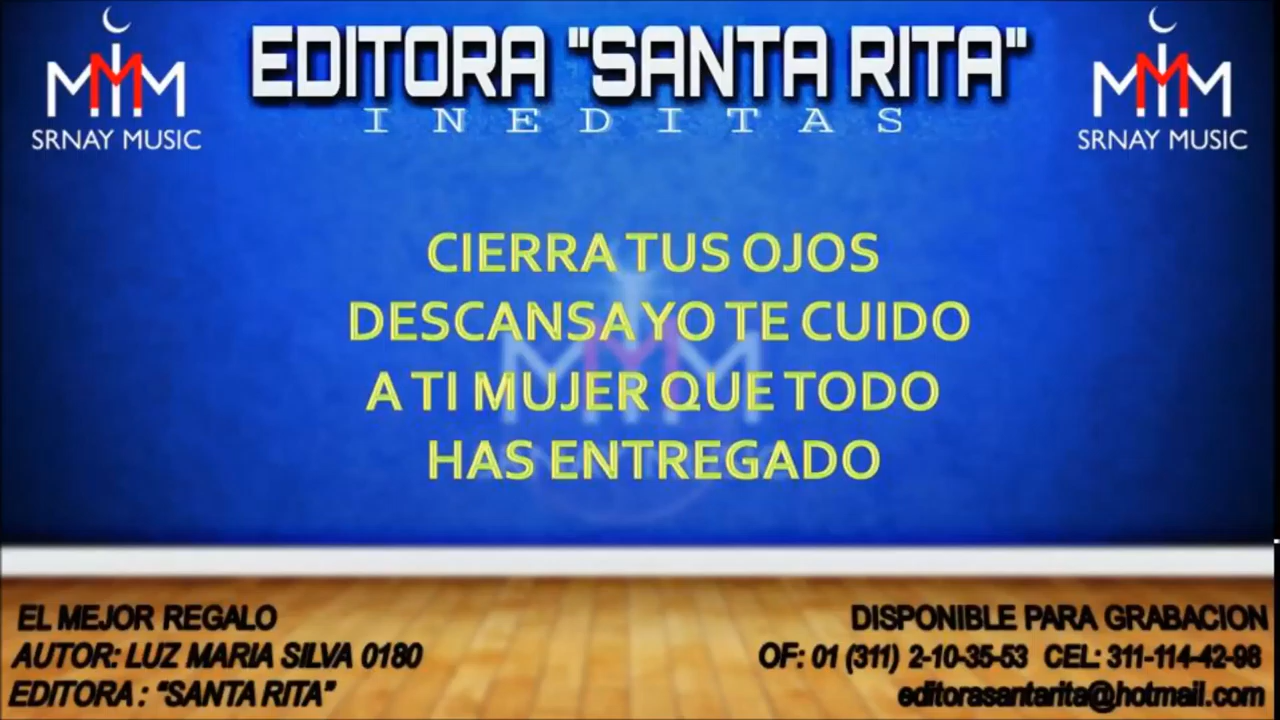 EDITORA "SANTA RITA"
INEDITAS
SRNAY MUSIC
SRNAY MUSIC
CIERRA TUS OJOS
DESCANSA YO TE CUIDO
A TI MUJER QUE TODO
HAS ENTREGADO
EL MEJOR REGALO
AUTOR: LUZ MARIA SILVA 0180
EDITORA : "SANTA RITA"
DISPONIBLE PARA GRABACION
OF: 01 (311) 2-10-35-53 CEL: 311-114-42-98
editorasantarita@hotmail.com